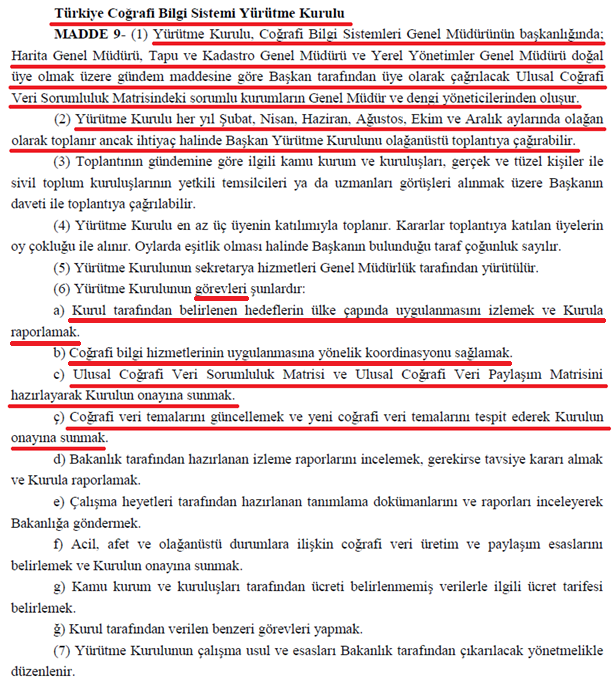 Türkiye Coğrafi Bilgi Sistemi Yürütme Kurulu
MADDE 9- (1) Yürütme Kurulu, Coğrafi Bilgi Sistemleri Genel Müdürünün başkanlığında;
Harita Genel Müdürü, Tapu ve Kadastro Genel Müdürü ve Yerel Yönetimler Genel Müdürü doğal
üye olmak üzere gündem maddesine göre Başkan tarafından üye olarak çağrılacak Ulusal Coğrafi
Veri Sorumluluk Matrisindeki sorumlu kurumların Genel Müdür ve dengi yöneticilerinden oluşur.
(2) Yürütme Kurulu her yıl Şubat, Nisan, Haziran, Ağustos, Ekim ve Aralık aylarında olağan
olarak toplanır ancak ihtiyaç halinde Başkan Yürütme Kurulunu olağanüstü toplantıya çağırabilir.
(3) Toplantının gündemine göre ilgili kamu kurum ve kuruluşları, gerçek ve tüzel kişiler ile
sivil toplum kuruluşlarının yetkili temsilcileri ya da uzmanları görüşleri alınmak üzere Başkanın
daveti ile toplantıya çağrılabilir.
(4) Yürütme Kurulu en az üç üyenin katılımıyla toplanır. Kararlar toplantıya katılan üyelerin
oy çokluğu ile alınır. Oylarda eşitlik olması halinde Başkanın bulunduğu taraf çoğunluk sayılır.
(5) Yürütme Kurulunun sekretarya hizmetleri Genel Müdürlük tarafından yürütülür.
(6) Yürütme Kurulunun görevleri şunlardır:
a) Kurul tarafından belirlenen hedeflerin ülke çapında uygulanmasını izlemek ve Kurula
raporlamak.
b) Coğrafi bilgi hizmetlerinin uygulanmasına yönelik koordinasyonu sağlamak.
c) Ulusal Coğrafi Veri Sorumluluk Matrisi ve Ulusal Coğrafi Veri Paylaşım Matrisini
hazırlayarak Kurulun onayına sunmak.
ç) Coğrafi veri temalarını güncellemek ve yeni coğrafi veri temalarını tespit ederek Kurulun
onayına sunmak.
d) Bakanlık tarafından hazırlanan izleme raporlarını incelemek, gerekirse tavsiye kararı almak
ve Kurula raporlamak.
e) Çalışma heyetleri tarafından hazırlanan tanımlama dokümanlarını ve raporları inceleyerek
Bakanlığa göndermek.
f) Acil, afet ve olağanüstü durumlara ilişkin coğrafi veri üretim ve paylaşım esaslarını
belirlemek ve Kurulun onayına sunmak.
g) Kamu kurum ve kuruluşları tarafından ücreti belirlenmemiş verilerle ilgili ücret tarifesi
belirlemek.
ğ) Kurul tarafından verilen benzeri görevleri yapmak.
(7) Yürütme Kurulunun çalışma usul ve esasları Bakanlık tarafından çıkarılacak yönetmelikle
düzenlenir.